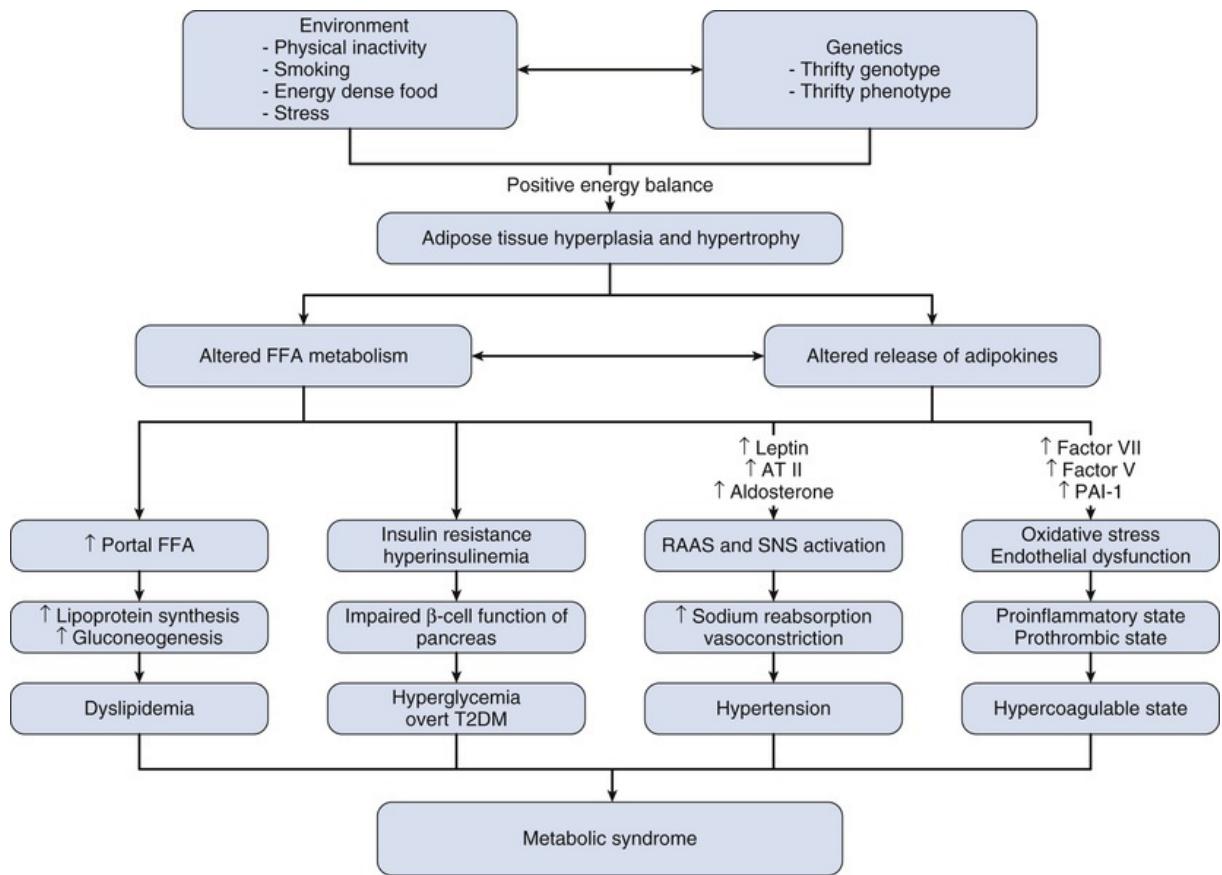 Environment
- Physical inactivity
- Smoking
- Energy dense food
- Stress
Genetics
- Thrifty genotype
- Thrifty phenotype
Positive energy balance
Adipose tissue hyperplasia and hypertrophy
Altered FFA metabolism
Altered release of adipokines
↑ Leptin
↑ AT II
↑ Aldosterone
↑ Factor VII
↑ Factor V
↑ PAI-1
↑ Portal FFA
Insulin resistance
hyperinsulinemia
RAAS and SNS activation
Oxidative stress
Endothelial dysfunction
↑ Lipoprotein synthesis
↑ Gluconeogenesis
Impaired β-cell function of
pancreas
↑ Sodium reabsorption
vasoconstriction
Proinflammatory state
Prothrombic state
Dyslipidemia
Hyperglycemia
overt T2DM
Hypertension
Hypercoagulable state
Metabolic syndrome